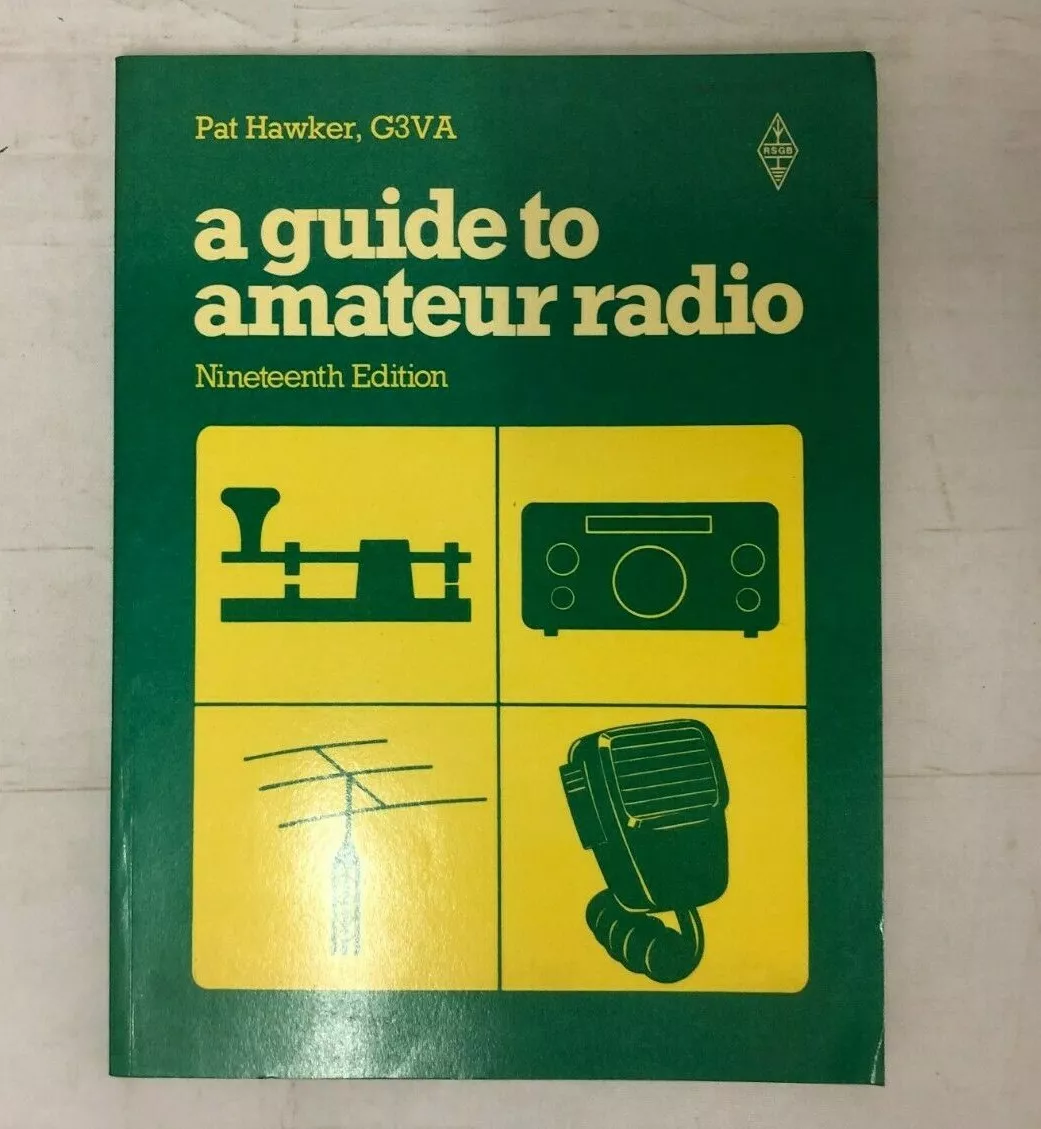 Pat Hawker, G3VA
RSGB
a guide to
amateur radio
Nineteenth Edition